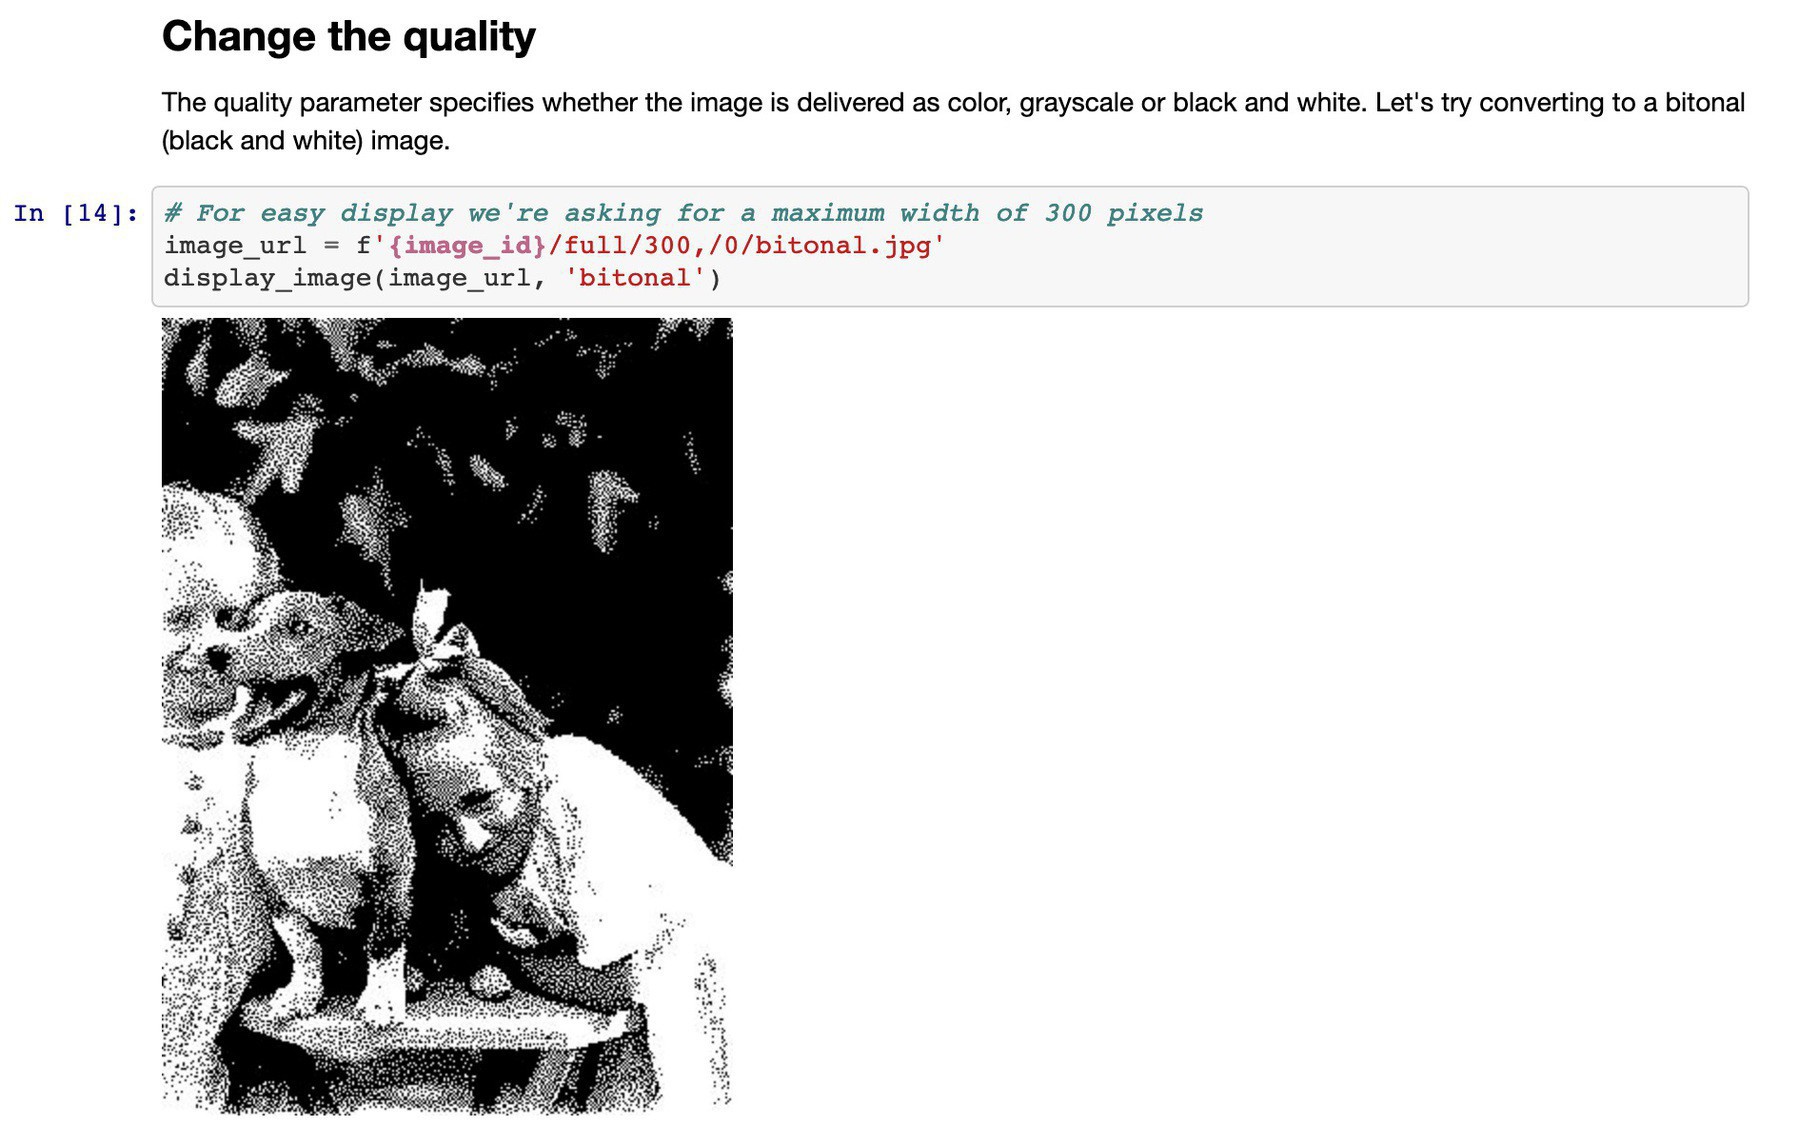 Change the quality
The quality parameter specifies whether the image is delivered as color, grayscale or black and white. Let's try converting to a bitonal
(black and white) image.
In [14]: # For easy display we're asking for a maximum width of 300 pixels
image_url = f'{image_id}/full/300,/0/bitonal.jpg'
display_image(image_url, 'bitonal')